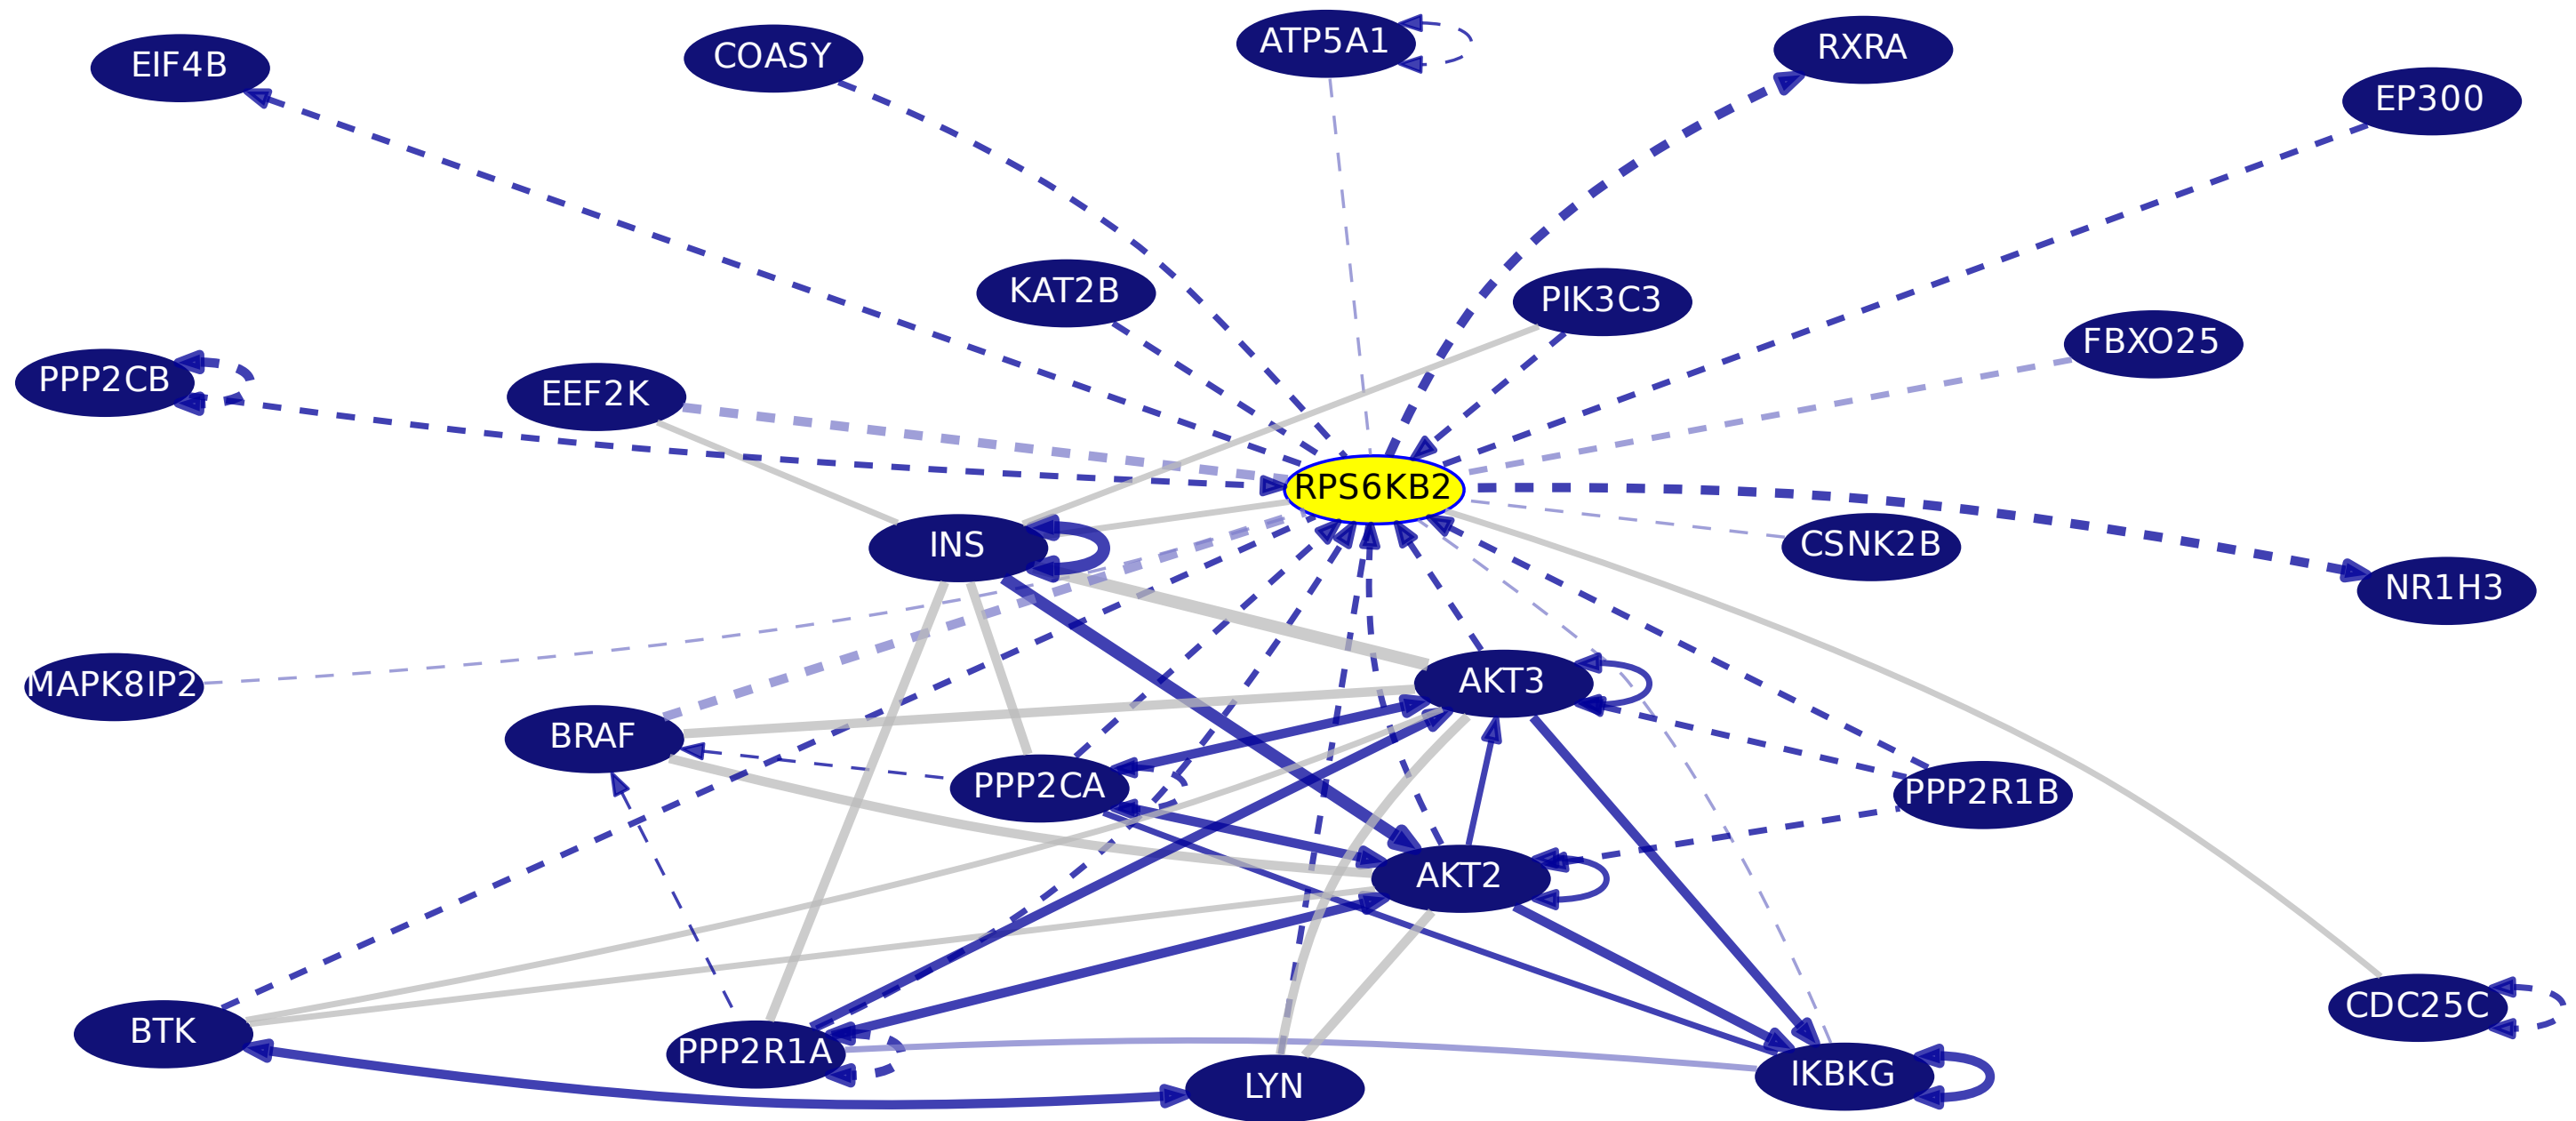 ATP5A1
RXRA
COASY
EIF4B
EP300
KAT2B
PIK3C3
FBXO25
PPP2CB
EEF2K
RPS6KB2
INS
CSNK2B
NR1H3
MAPK8IP2
AKT3
BRAF
PPP2CA
PPP2R1B
AKT2
CDC25C
BTK
PPP2R1A
IKBKG
LYN